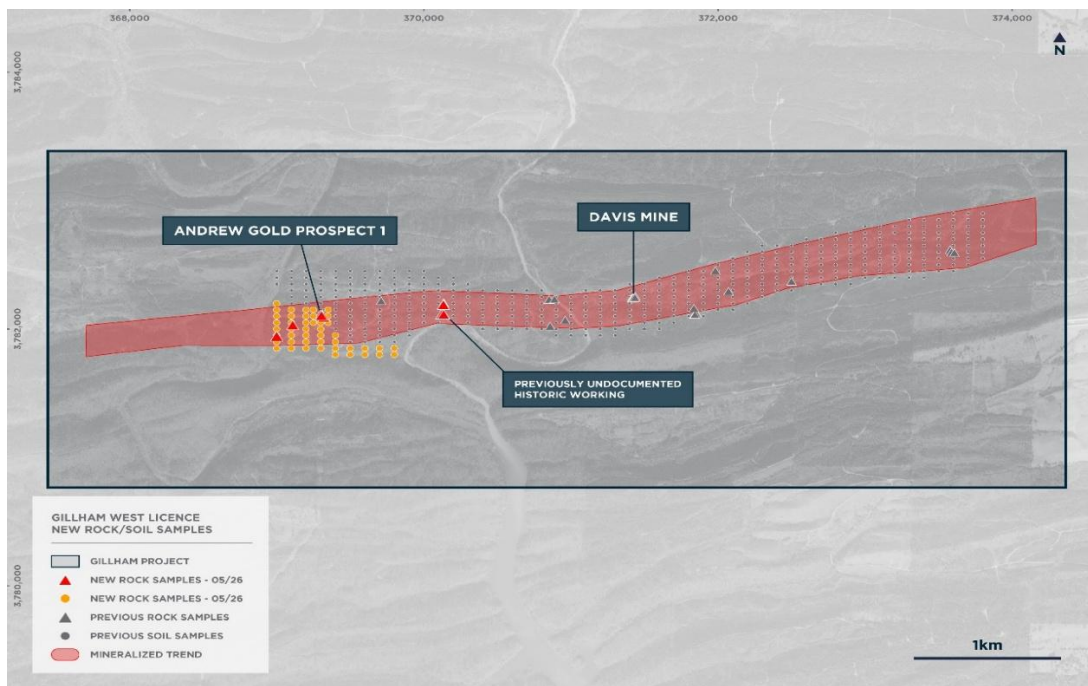 368,000
370,000
372,000
374,000
N
3,784,000
ANDREW GOLD PROSPECT 1
DAVIS MINE
3,782,000
PREVIOUSLY UNDOCUMENTED
HISTORIC WORKING
GILLHAM WEST LICENCE
NEW ROCK/SOIL SAMPLES
GILLHAM PROJECT
NEW ROCK SAMPLES - 05/26
NEW ROCK SAMPLES - 05/26
PREVIOUS ROCK SAMPLES
PREVIOUS SOIL SAMPLES
MINERALIZED TREND
3,780,000
1km